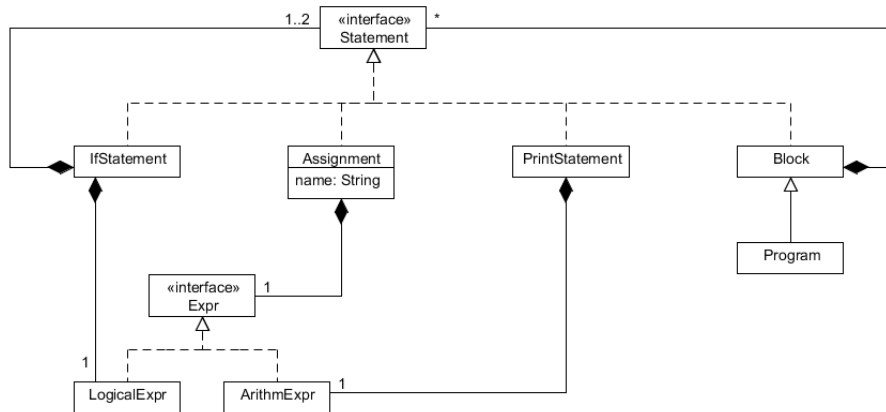 1..2
«interface»
Statement
*
IfStatement
Assignment
name: String
PrintStatement
Block
Program
«interface»
Expr
1
1
LogicalExpr
ArithmExpr
1